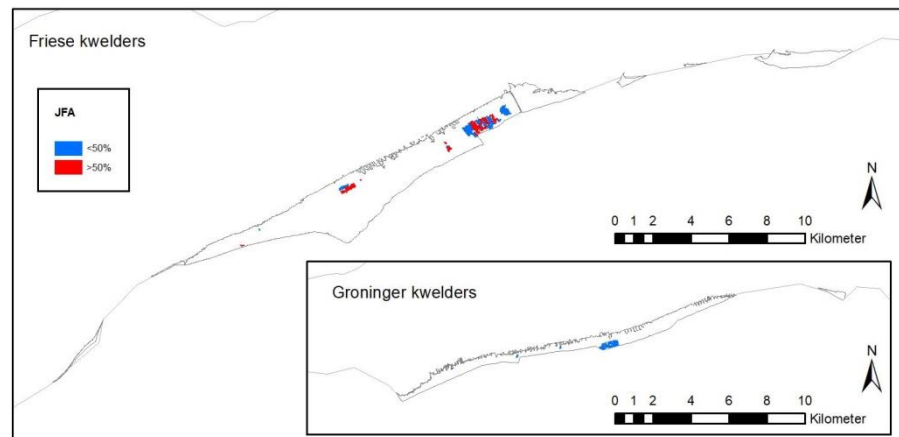 Friese kwelders
JFA
<50%
>50%
N
0 1 2 4 6 8 10
Kilometer
Groninger kwelders
N
0 1 2 4 6 8 10
Kilometer